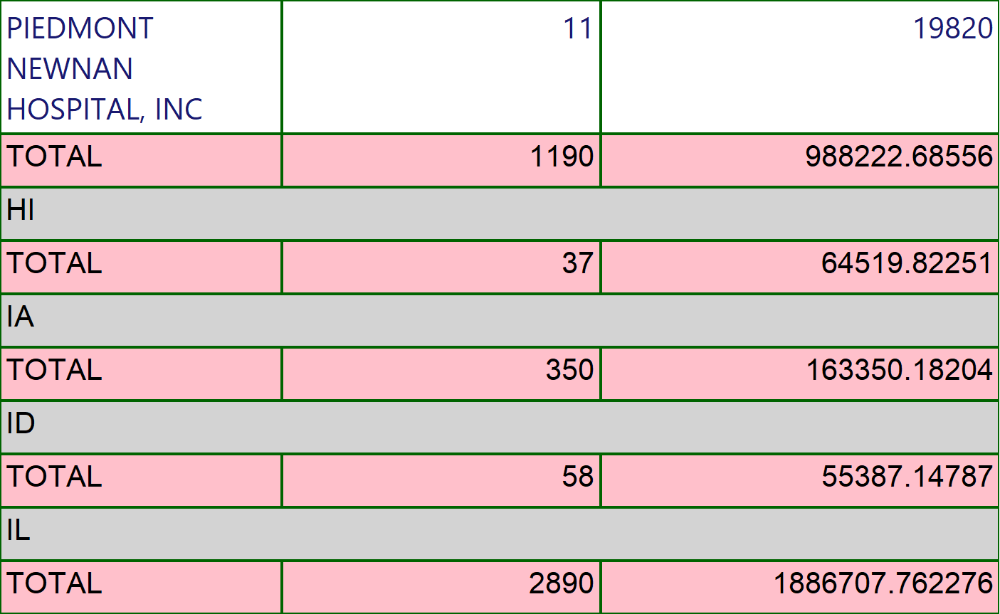 PIEDMONT 11 19820
NEWNAN
HOSPITAL, INC
TOTAL 1190 988222.68556
HI
TOTAL 37 64519.82251
IA
TOTAL 350 163350.18204
ID
TOTAL 58 55387.14787
IL
TOTAL 2890 1886707.762276